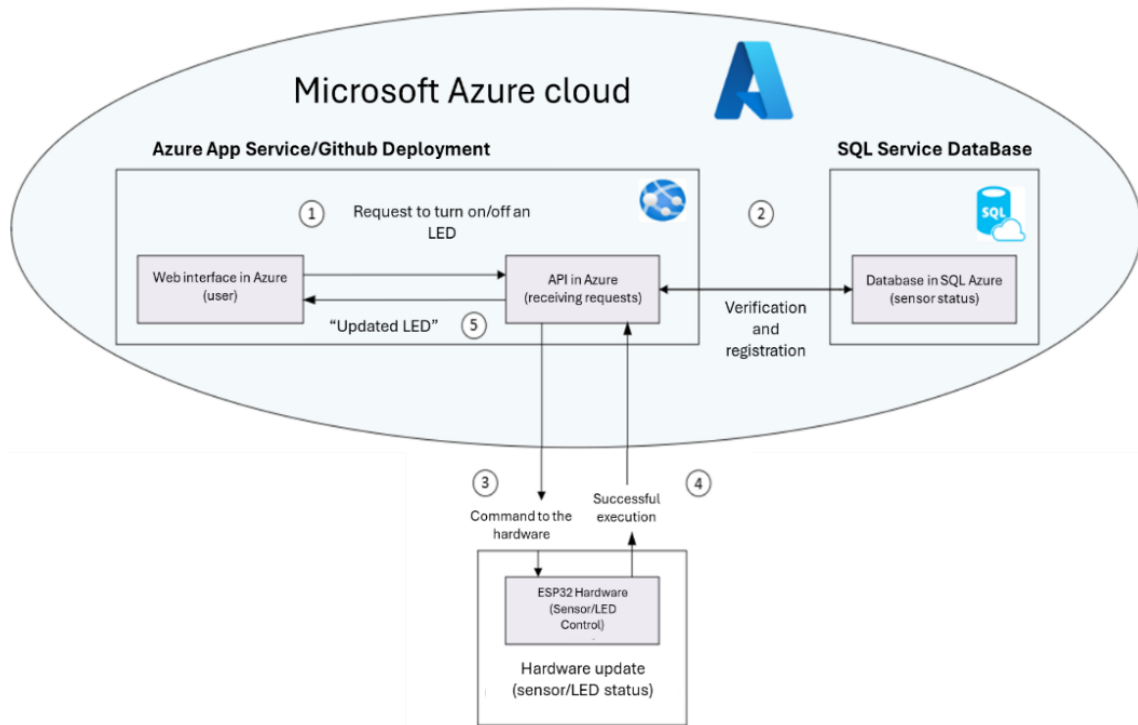 Microsoft Azure cloud
Azure App Service/Github Deployment
SQL Service DataBase
1
Request to turn on/off an
LED
2
SQL
Web interface in Azure
(user)
API in Azure
(receiving requests)
Database in SQL Azure
(sensor status)
“Updated LED”
5
Verification
and
registration
3
Command to the
hardware
Successful
execution
4
ESP32 Hardware
(Sensor/LED
Control)
Hardware update
(sensor/LED status)